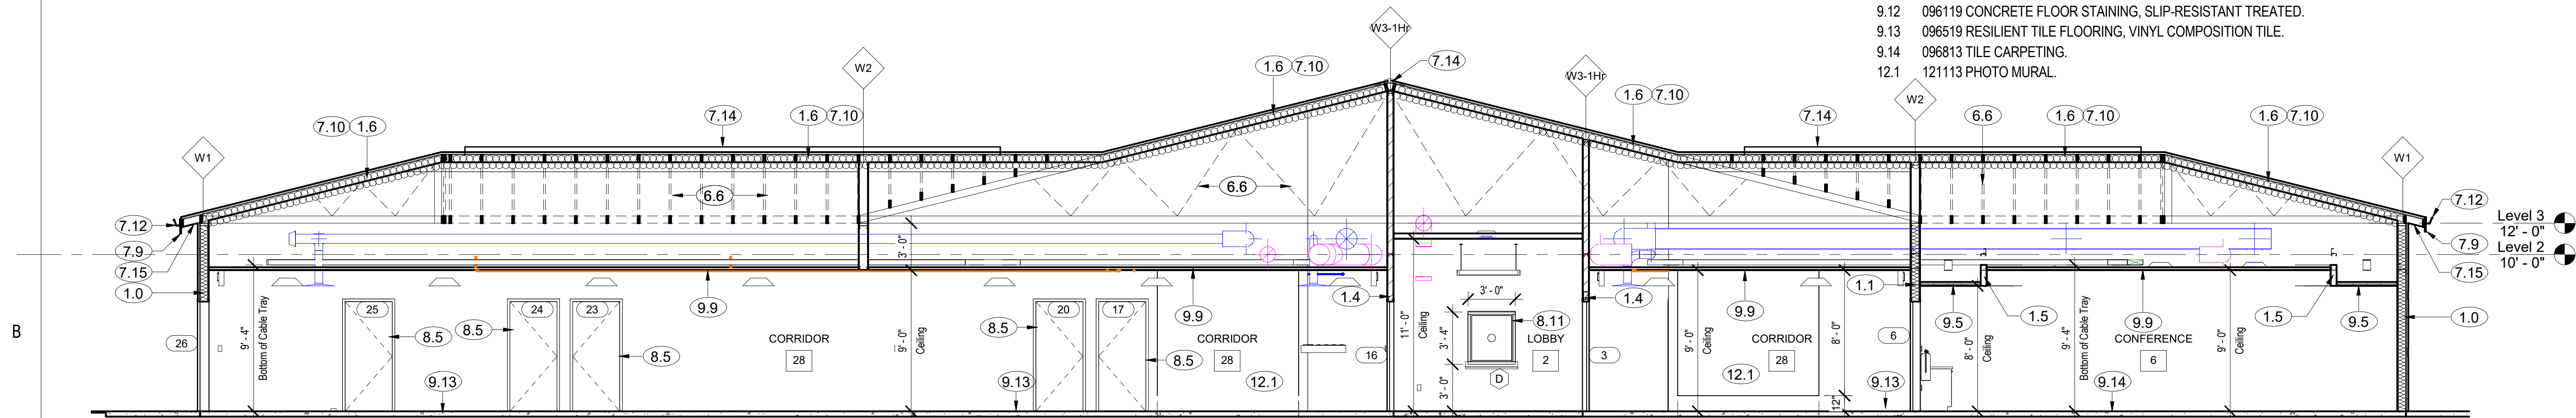 9.12 096119 CONCRETE FLOOR STAINING, SLIP-RESISTANT TREATED.
9.13 096519 RESILIENT TILE FLOORING, VINYL COMPOSITION TILE.
9.14 096813 TILE CARPETING.
12.1 121113 PHOTO MURAL.
W3-1Hr
W2
7.14
1.6 7.10
W3-1Hr
W2
7.10 1.6
7.14
1.6 7.10
1.6 7.10
7.14
6.6
1.6 7.10
1.6 7.10
W1
W1
6.6
6.6
7.12
7.9
7.15
1.0
7.12
7.9
7.15
Level 3
12' - 0"
Level 2
10' - 0"
3' - 0"
B
26
9' - 4"
Bottom of Cable Tray
25
8.5
8.5
24
23
8.5
9.9
CORRIDOR
28
9' - 0"
Ceiling
8.5
20
17
8.5
9.9
CORRIDOR
28
12.1
9.13
9.13
1.4
16
11' - 0"
Ceiling
3' - 0"
3' - 4"
3' - 0"
8.11
D
LOBBY
2
1.4
3
9' - 0"
Ceiling
9.9
CORRIDOR
28
12.1
8' - 0"
12"
1.1
6
9.13
9.5
8' - 0"
Ceiling
1.5
9' - 4"
Bottom of Cable Tray
9.9
CONFERENCE
6
9.14
9' - 0"
Ceiling
1.5
9.5
1.0